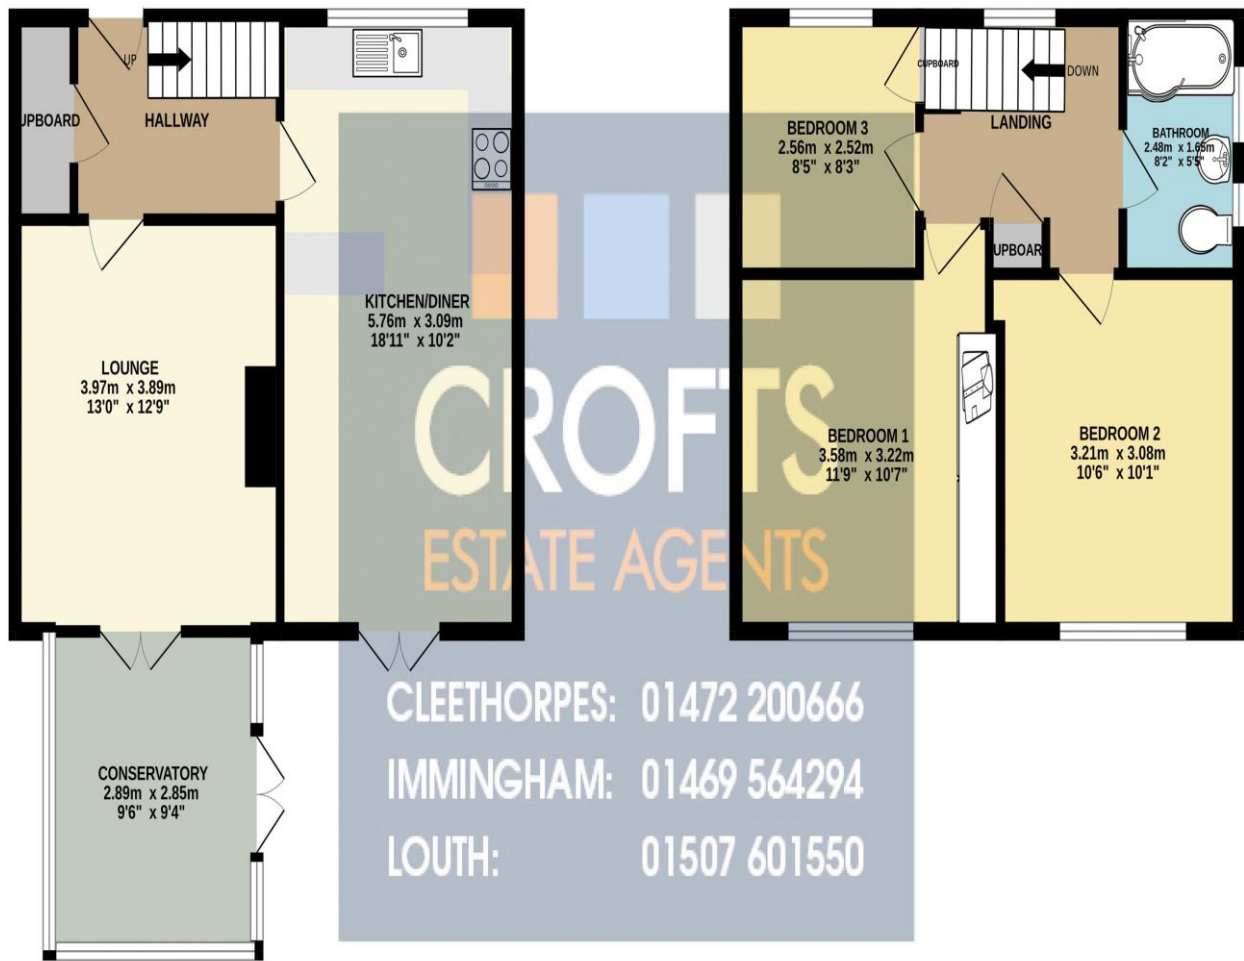 UP
UPBOARD
HALLWAY
LOUNGE
3.97m x 3.89m
13'0" x 12'9"
KITCHEN/DINER
5.76m x 3.09m
18'11" x 10'2"
CONSERVATORY
2.89m x 2.85m
9'6" x 9'4"
CUPBOARD
DOWN
LANDING
BEDROOM 3
2.56m x 2.52m
8'5" x 8'3"
BATHROOM
2.48m x 1.65m
8'2" x 5'5"
UPBOAR
BEDROOM 1
3.58m x 3.22m
11'9" x 10'7"
BEDROOM 2
3.21m x 3.08m
10'6" x 10'1"
CROFTS
ESTATE AGENTS
CLEETHORPES: 01472 200666
IMMINGHAM: 01469 564294
LOUTH: 01507 601550